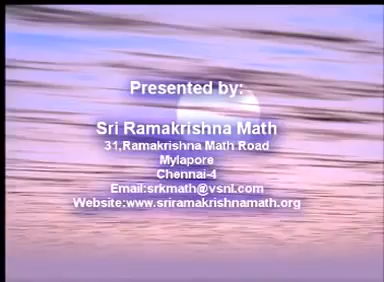 Presented by:
Sri Ramakrishna Math
31,Ramakrishna Math Road
Mylapore
Chennai-4
Email:srkmath@vsnl.com
Website:www.sriramakrishnamath.org